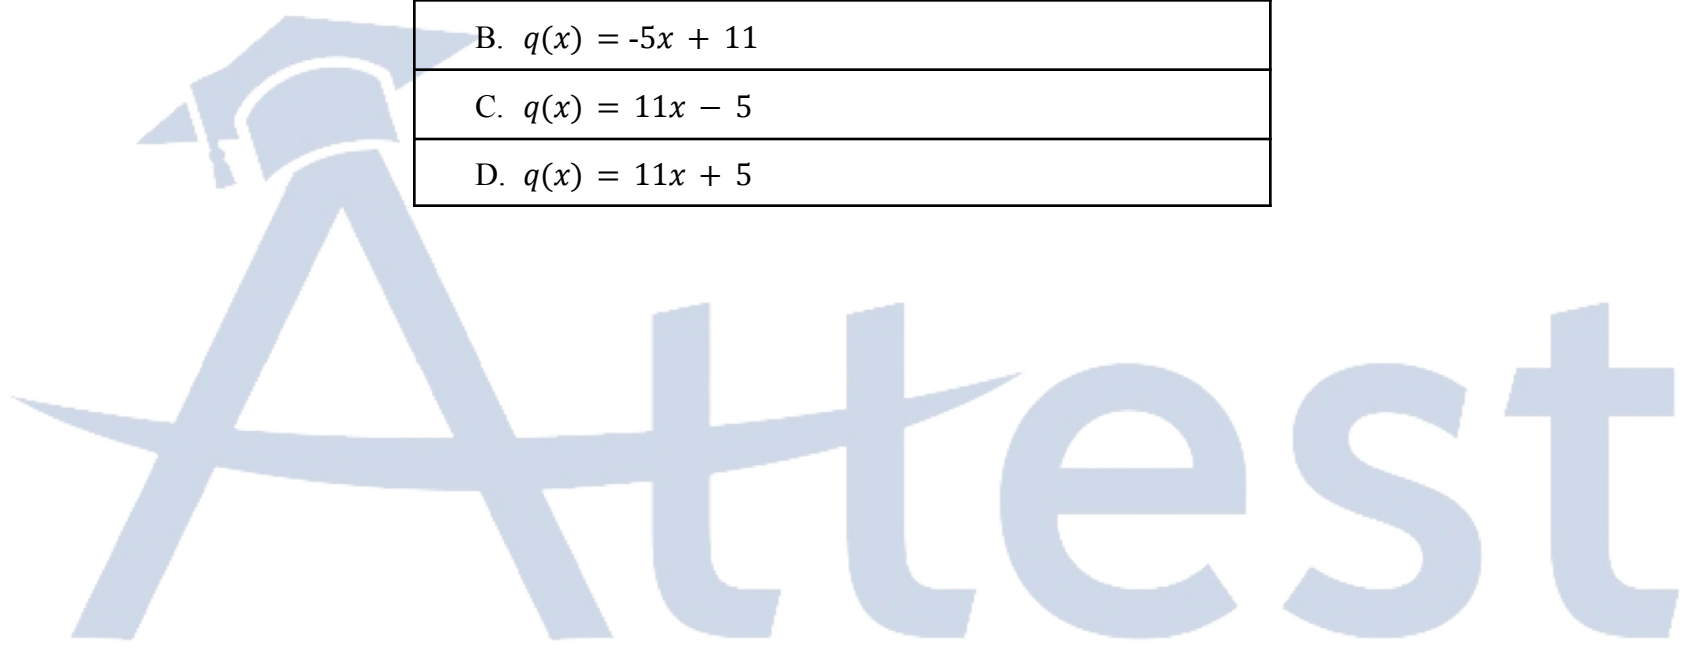 B. q(x) = -5x + 11
C. q(x) = 11x − 5
D. q(x) = 11x + 5
Attest